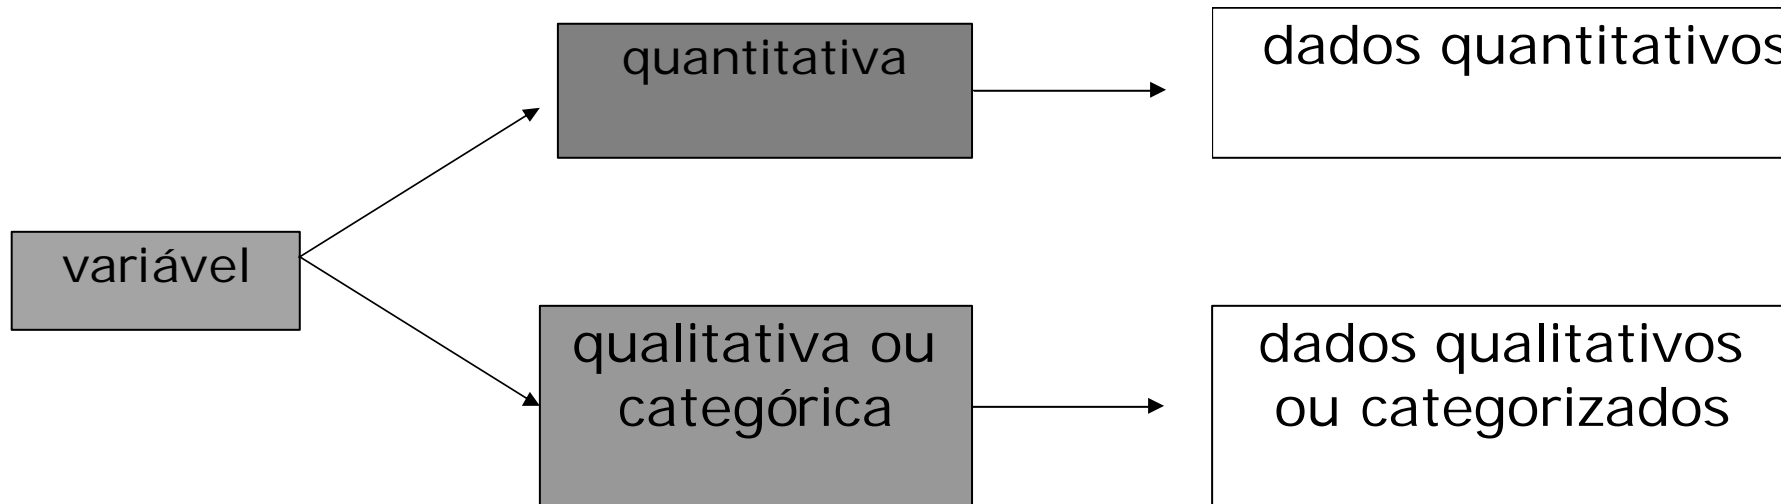 quantitativa
dados quantitativos
variável
qualitativa ou
categórica
dados qualitativos
ou categorizados